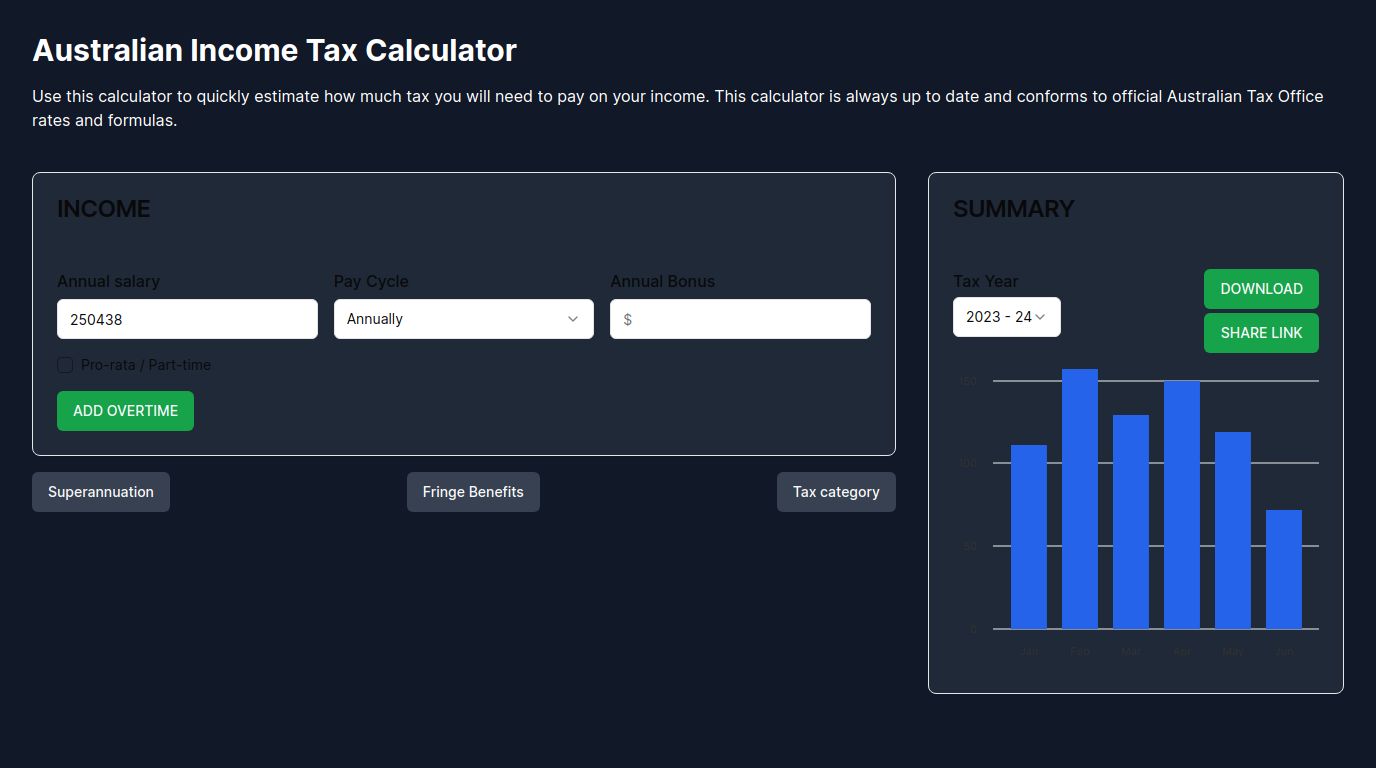 Australian Income Tax Calculator
Use this calculator to quickly estimate how much tax you will need to pay on your income. This calculator is always up to date and conforms to official Australian Tax Office
rates and formulas.
INCOME
Annual salary
Pay Cycle
Annual Bonus
250438
Annually
$
Pro-rata / Part-time
ADD OVERTIME
Superannuation
Fringe Benefits
Tax category
SUMMARY
Tax Year
2023 - 24
DOWNLOAD
SHARE LINK
150
100
50
0
Jan
Feb
Mar
Apr
May
Jun